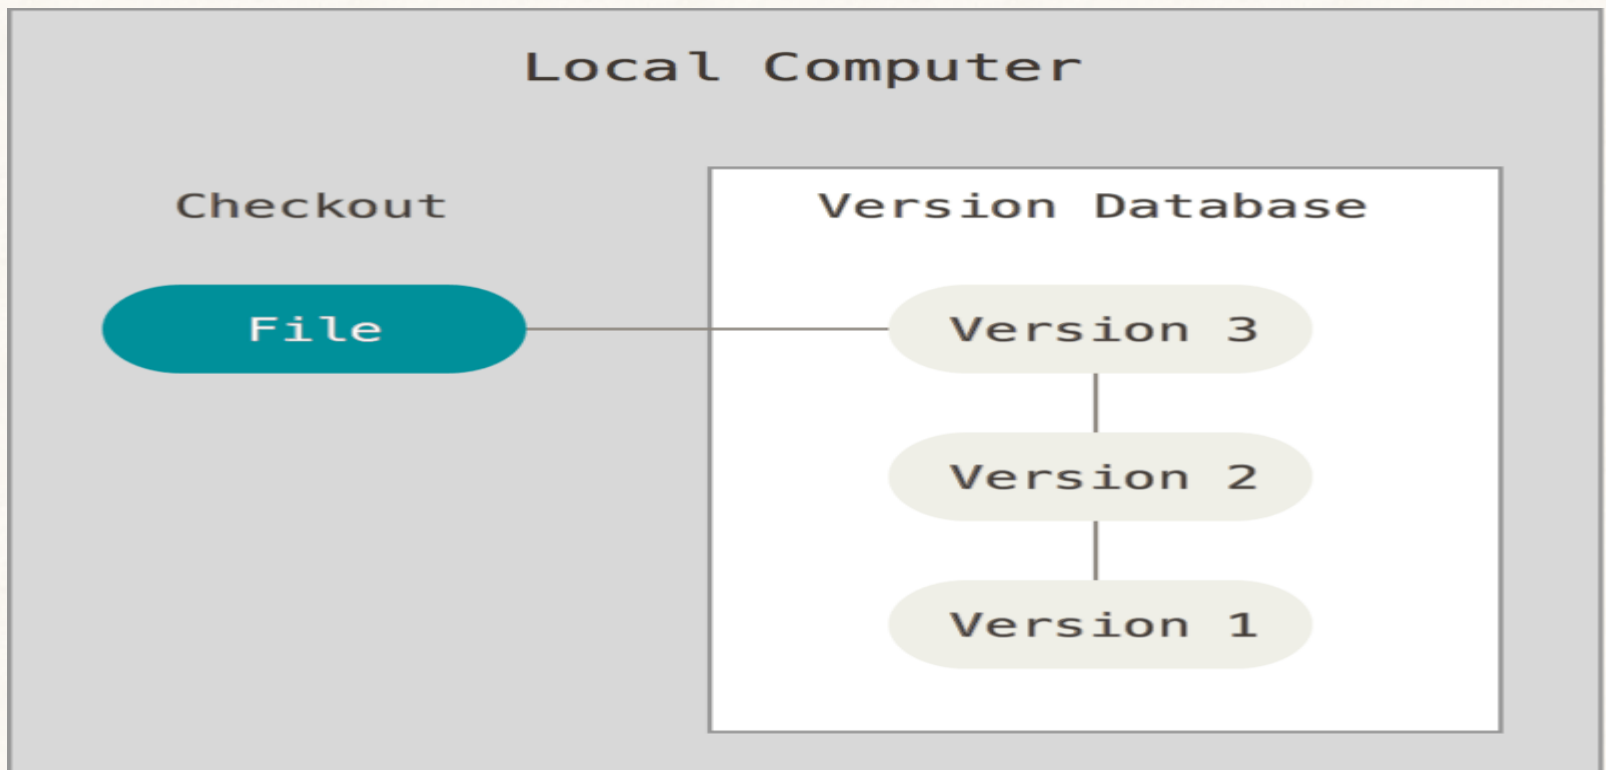 Local Computer
Checkout
Version Database
File
Version 3
Version 2
Version 1